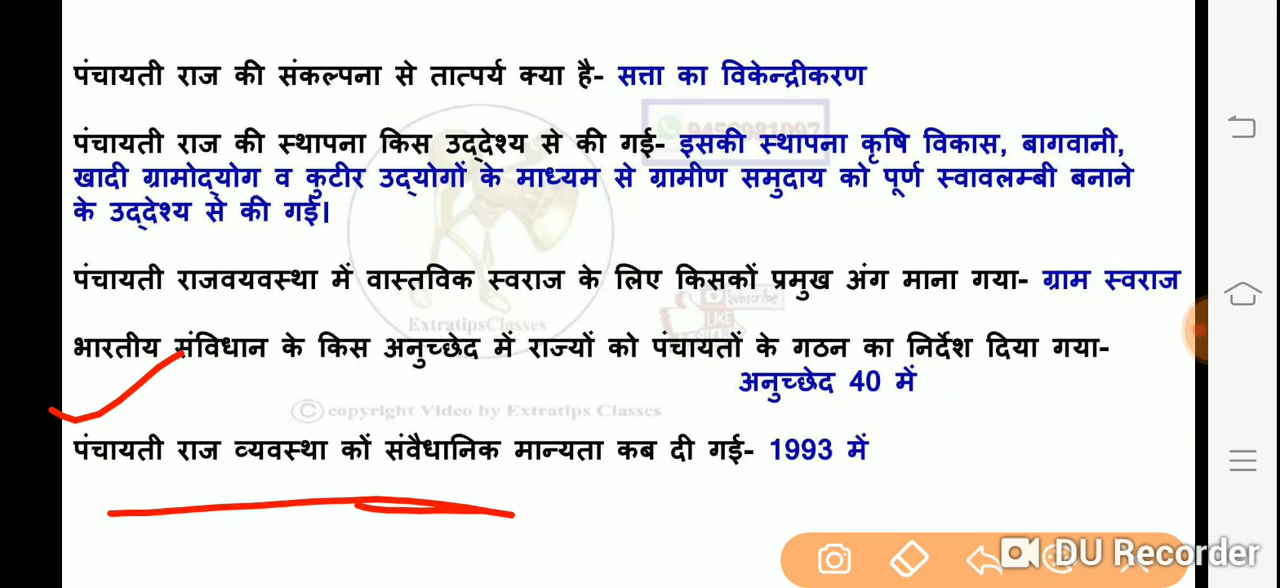 पंचायती राज की संकल्पना से तात्पर्य क्या है- सत्ता का विकेन्द्रीकरण
पंचायती राज की स्थापना किस उद्देश्य से की गई- इसकी स्थापना कृषि विकास, बागवानी,
खादी ग्रामोद्योग व कुटीर उद्योगों के माध्यम से ग्रामीण समुदाय को पूर्ण स्वावलम्बी बनाने
के उद्देश्य से की गई।
पंचायती राजवयवस्था में वास्तविक स्वराज के लिए किसकों प्रमुख अंग माना गया- ग्राम स्वराज
Subscribe
LIKE
ExtratipsClasses
भारतीय संविधान के किस अनुच्छेद में राज्यों को पंचायतों के गठन का निर्देश दिया गया-
अनुच्छेद 40 में
©copyright Video by Extratips Classes
पंचायती राज व्यवस्था कों संवैधानिक मान्यता कब दी गई- 1993 में
DU Recorder